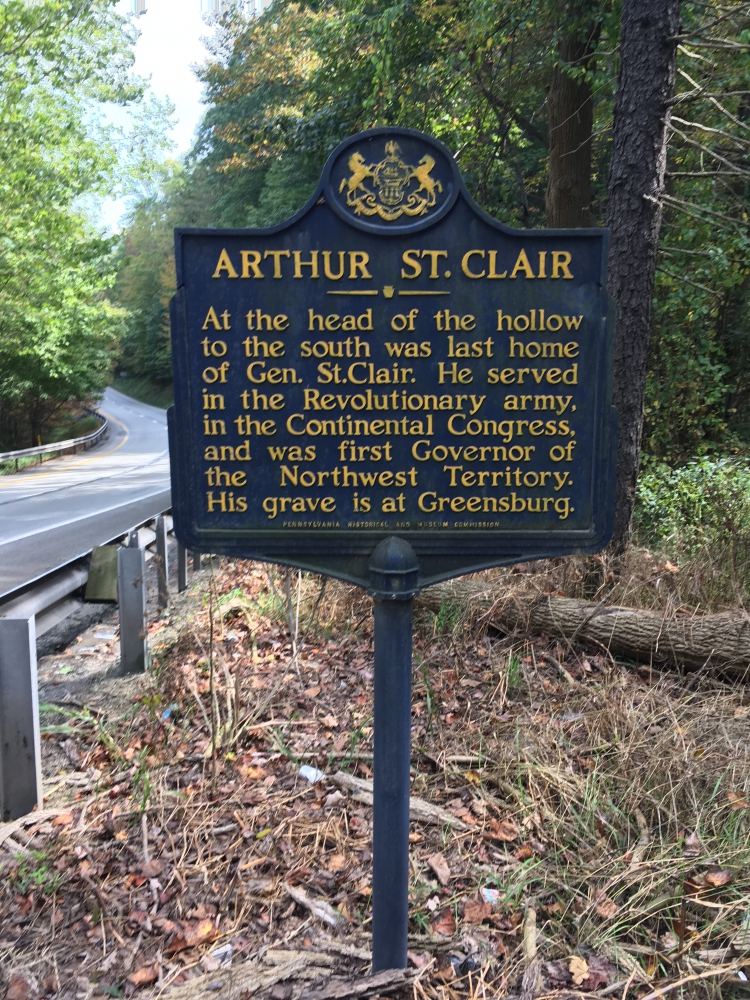 ARTHUR ST. CLAIR
At the head of the hollow
to the south was last home
of Gen. St.Clair. He served
in the Revolutionary army,
in the Continental Congress,
and was first Governor of
the Northwest Territory.
His grave is at Greensburg.
PENNSYLVANIA HISTORICAL AND MUSEUM COMMISSION